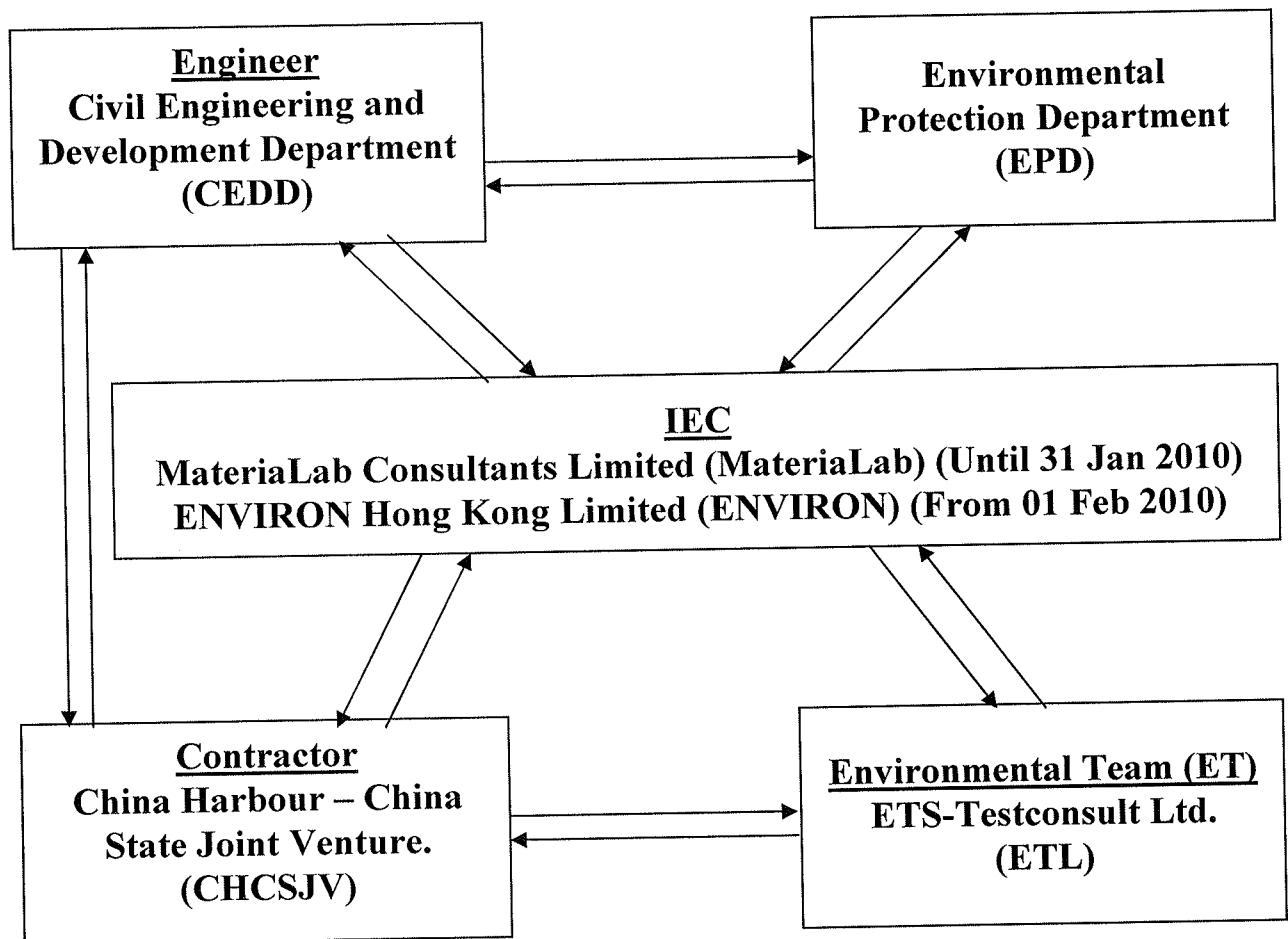 Engineer
Civil Engineering and
Development Department
(CEDD)
Environmental
Protection Department
(EPD)
IEC
MateriaLab Consultants Limited (MateriaLab) (Until 31 Jan 2010)
ENVIRON Hong Kong Limited (ENVIRON) (From 01 Feb 2010)
Contractor
China Harbour – China
State Joint Venture.
(CHCSJV)
Environmental Team (ET)
ETS-Testconsult Ltd.
(ETL)